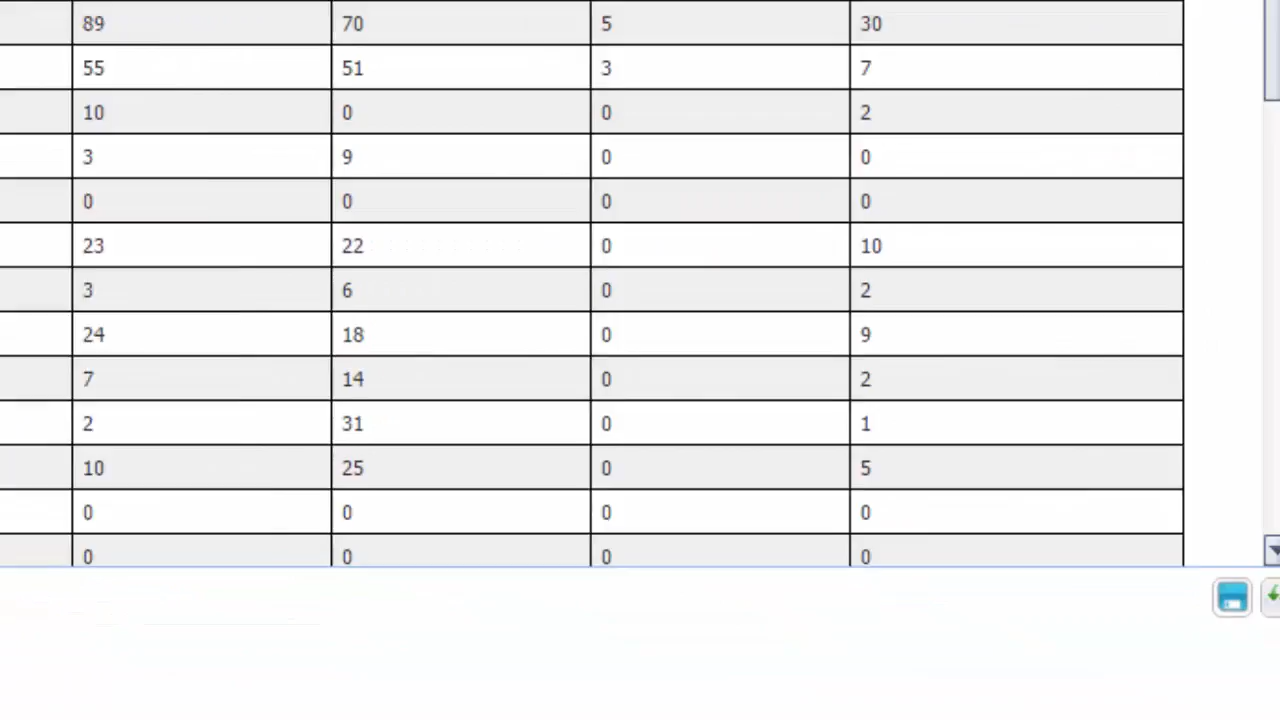 89 70 5 30
55 51 3 7
10 0 0 2
3 9 0 0
0 0 0 0
23 22 0 10
3 6 0 2
24 18 0 9
7 14 0 2
2 31 0 1
10 25 0 5
0 0 0 0
0 0 0 0